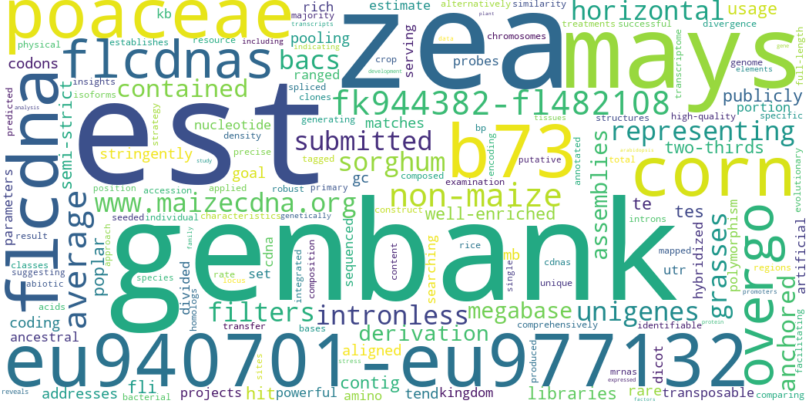 poaceae
kb
rich
majority
transcripts
estimate
alternatively
similarity
plant
horizontal
physical
establishes
resource
including
indicating
pooling
zea
mays
treatments
successful
usage
divergence
codons
flcdnas
bacs
serving
data
crop
chromosomes
transcriptome
gene
full-length
insights
isoforms
contained
ranged
spliced
clones
probes
development
genome
elements
publicly
predicted
analysis
flcdna
semi-strict
est
nucleotide
density
strategy
generating
fk944382-fl482108
tissues
structures
high-quality
portion
specific
stringently
precise
matches
bp
encoding
b73
representing
submitted
tagged
composed
putative
annotated
two-thirds
study
goal
robust
primary
sorghum
examination
assemblies
total
corn
evolutionary
position
accession
applied
gc
te
introns
parameters
www.maizecdna.org
non-maize
tes
hybridized
polymorphism
average
seeded
individual
characteristics
genetically
construct
well-enriched
grasses
overgo
result
approach
genbank
unique
mapped
classes
suggesting
abiotic
poplar
species
divided
homologs
family
rate
locus
cdna
set
integrated
composition
sequenced
content
searching
rice
mb
cdnas
single
utr
regions
promoters
anchored
artificial
facilitating
comparing
coding
acids
ancestral
transfer
filters
bases
intronless
megabase
unigenes
comprehensively
identifiable
protein
derivation
eu940701-eu977132
sites
aligned
stress
produced
mrnas
expressed
dicot
reveals
addresses
bacterial
fli
projects
hit
powerful
contig
amino
tend
kingdom
libraries
rare
factors
transposable